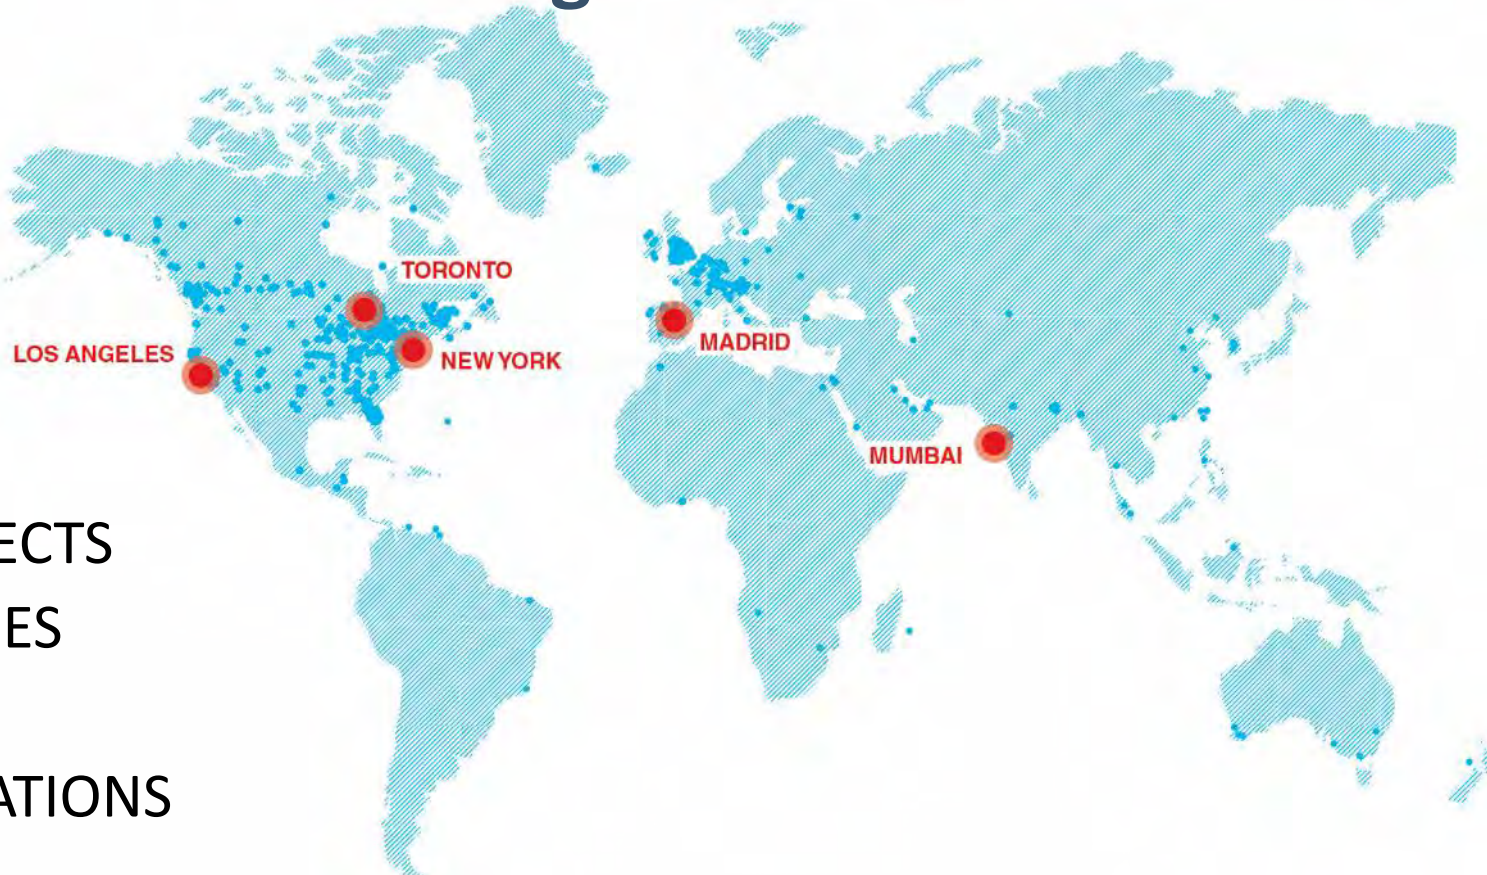 g
TORONTO
LOS ANGELES
NEW YORK
MADRID
MUMBAI
ECTS
ES
ATIONS